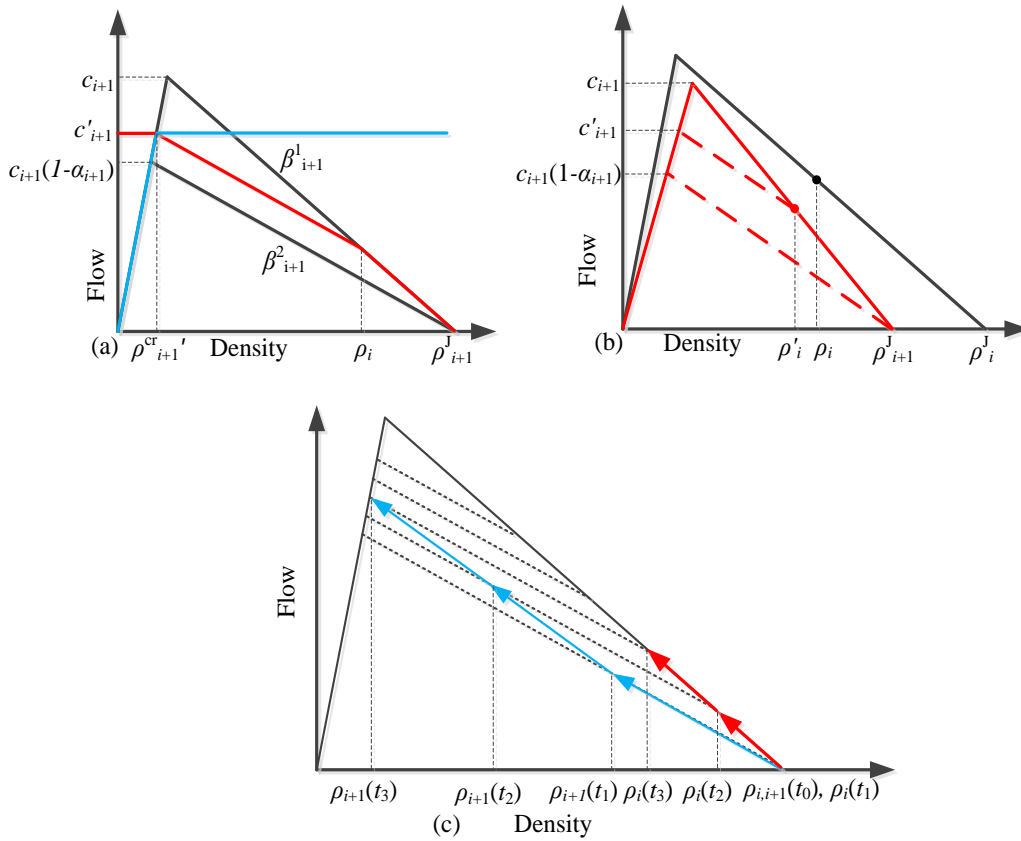 c_{i+1}
c'_{i+1}
c_{i+1}(1-α_{i+1})
β^1_{i+1}
β^2_{i+1}
Flow
(a)
ρ^{cr}_{i+1}'
Density
ρ_i
ρ^J_{i+1}
c_{i+1}
c'_{i+1}
c_{i+1}(1-α_{i+1})
Flow
(b)
Density
ρ'_i
ρ_i
ρ^J_{i+1}
ρ^J_i
Flow
ρ_{i+1}(t_3)
ρ_{i+1}(t_2)
ρ_{i+1}(t_1)
ρ_i(t_3)
ρ_i(t_2)
ρ_{i,i+1}(t_0), ρ_i(t_1)
(c)
Density